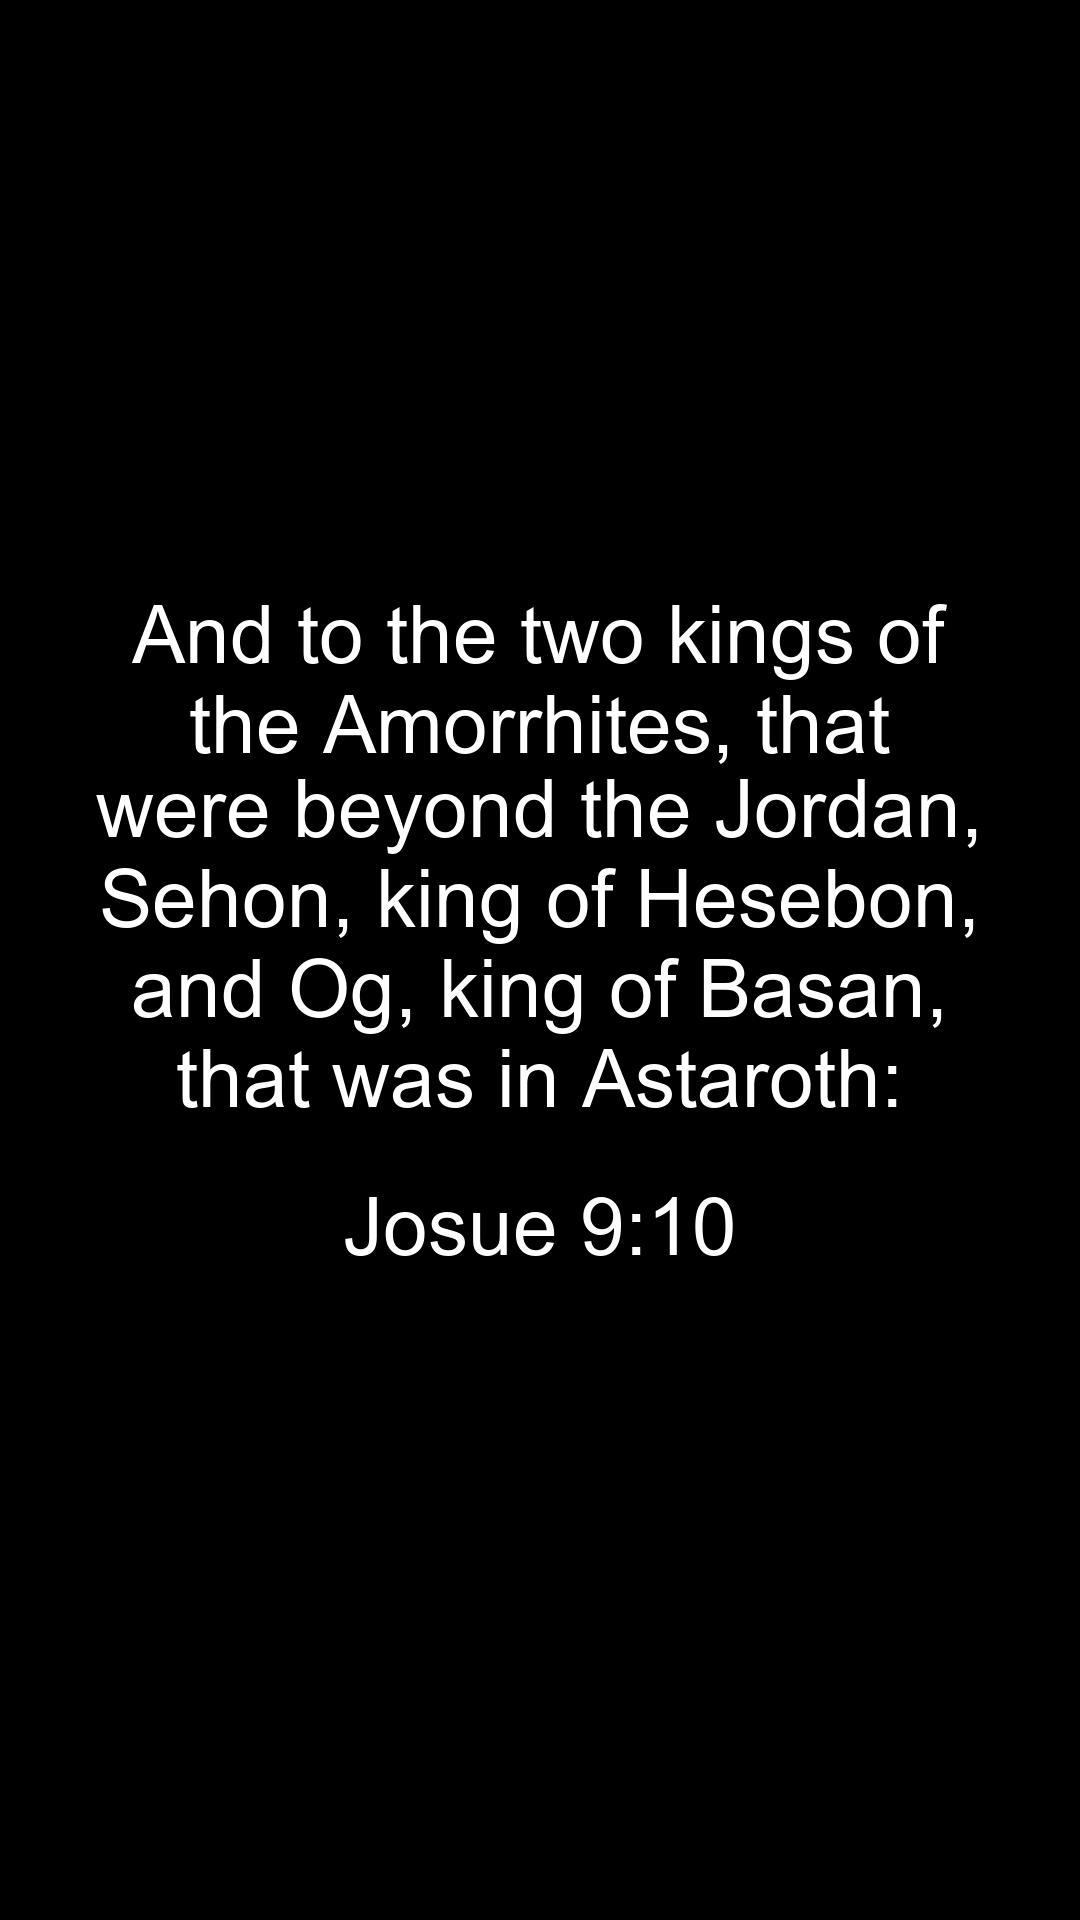 And to the two kings of
the Amorrhites, that
were beyond the Jordan,
Sehon, king of Hesebon,
and Og, king of Basan,
that was in Astaroth:
Josue 9:10